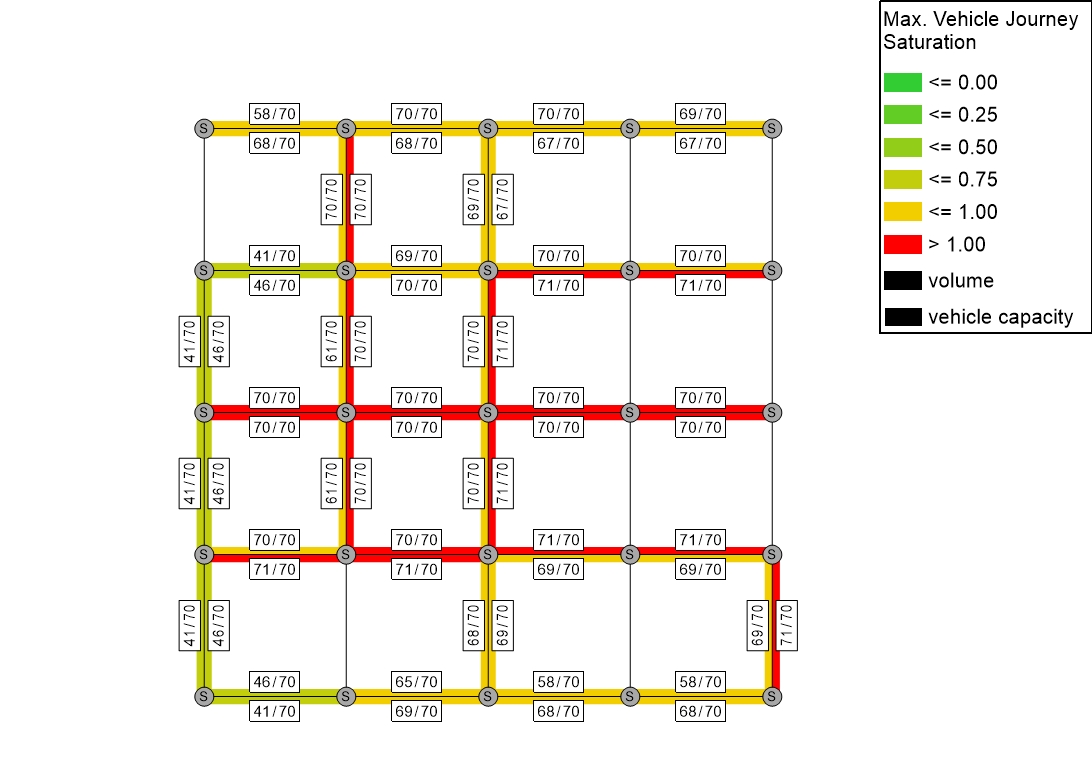 Max. Vehicle Journey
Saturation
<= 0.00
<= 0.25
<= 0.50
<= 0.75
<= 1.00
> 1.00
volume
vehicle capacity
58/70 70/70 70/70 69/70
S S S S S
68/70 68/70 67/70 67/70
70/70 70/70 69/70 67/70
41/70 69/70 70/70 70/70
S S S S S
46/70 70/70 71/70 71/70
41/70 46/70 61/70 70/70 70/70 71/70
70/70 70/70 70/70 70/70
S S S S S
70/70 70/70 70/70 70/70
41/70 46/70 61/70 70/70 70/70 71/70
70/70 70/70 71/70 71/70
S S S S S
71/70 71/70 69/70 69/70
41/70 46/70 68/70 69/70 69/70 71/70
46/70 65/70 58/70 58/70
S S S S S
41/70 69/70 68/70 68/70